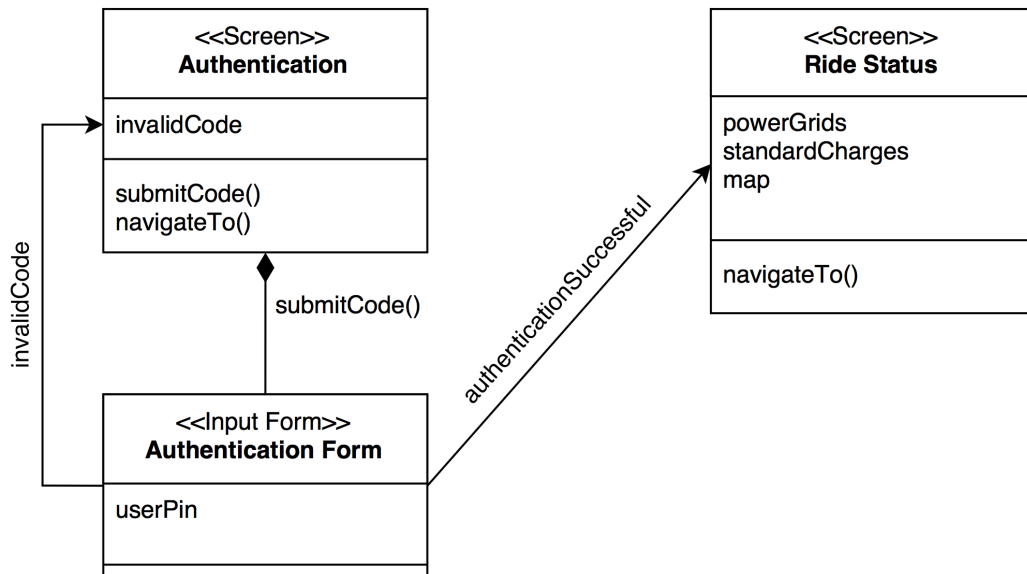 <<Screen>>
Authentication
invalidCode
submitCode()
navigateTo()
<<Screen>>
Ride Status
powerGrids
standardCharges
map
navigateTo()
invalidCode
submitCode()
authenticationSuccessful
<<Input Form>>
Authentication Form
userPin